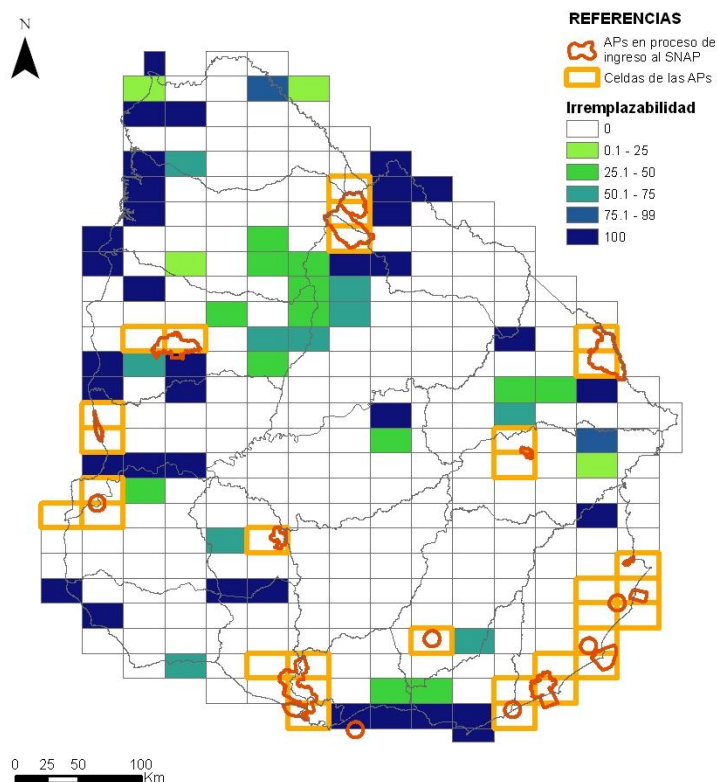 N
REFERENCIAS
APs en proceso de
ingreso al SNAP
Celdas de las APs
Irremplazabilidad
0
0.1 - 25
25.1 - 50
50.1 - 75
75.1 - 99
100
0 25 50 100
Km